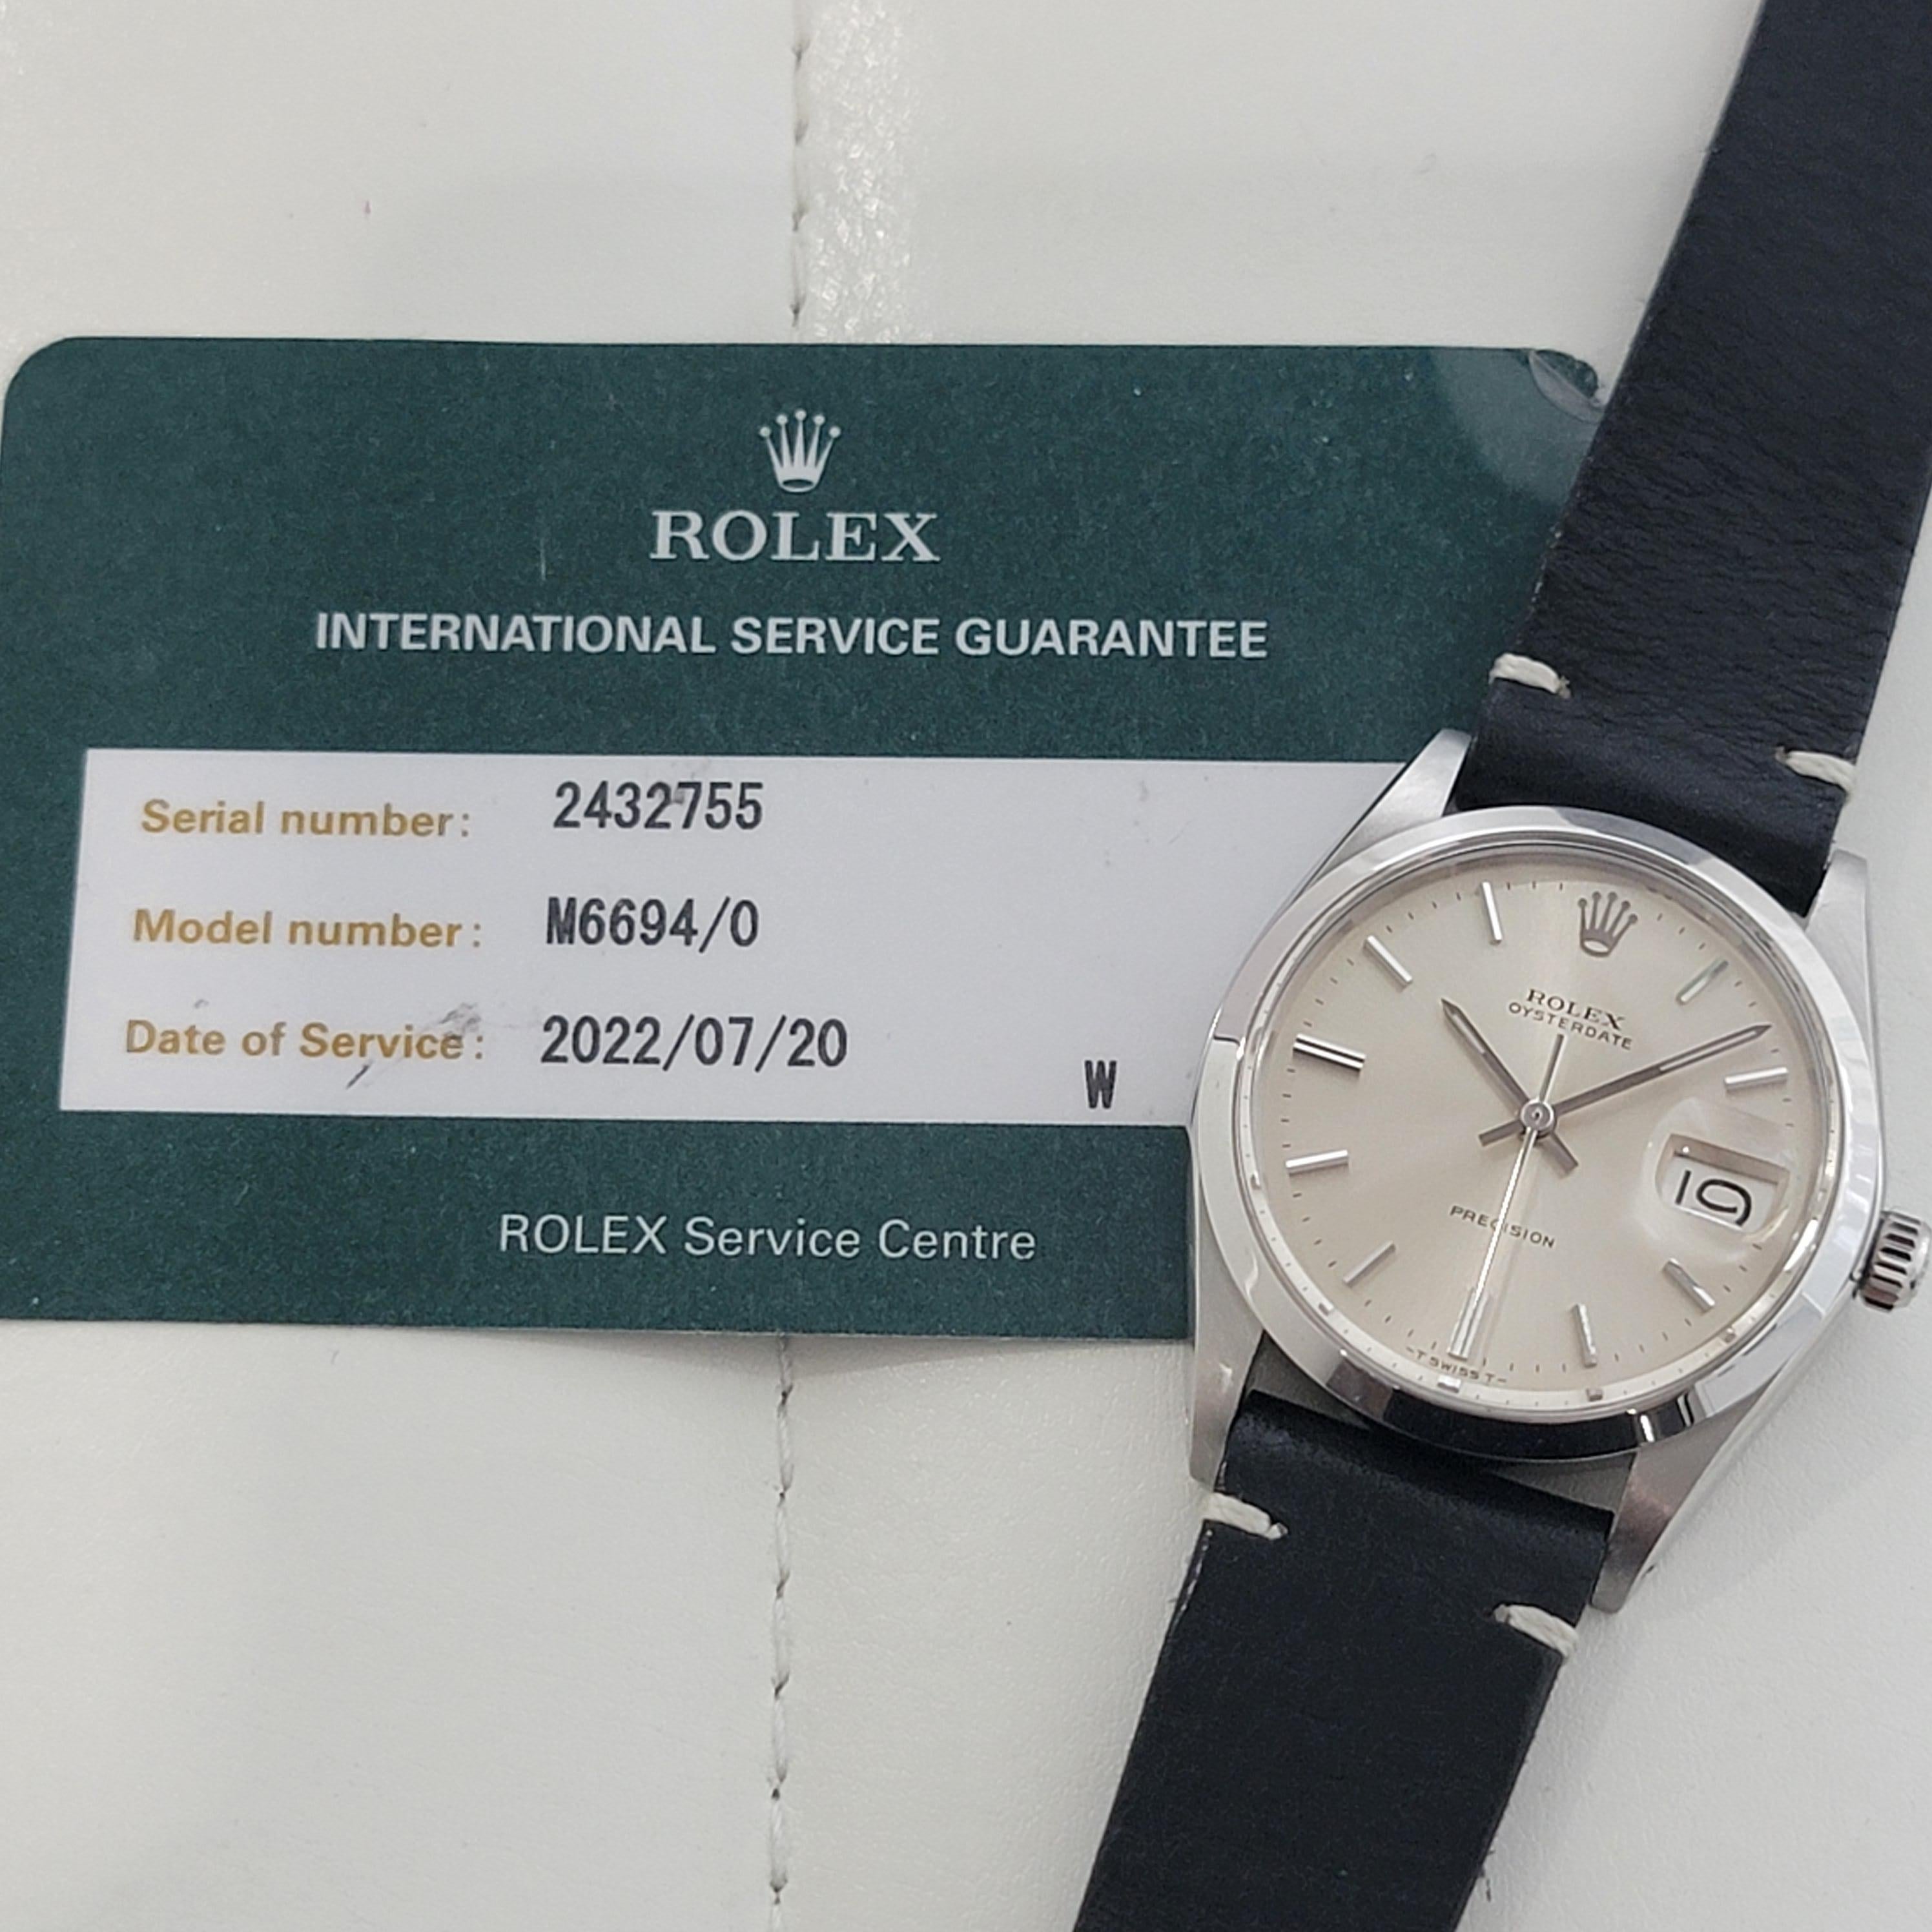 ROLEX
INTERNATIONAL SERVICE GUARANTEE
Serial number: 2432755
Model number: M6694/0
Date of Service: 2022/07/20
W
ROLEX Service Centre
ROLEX
OYSTERDATE
19
PRECISION
-T SWISS T-